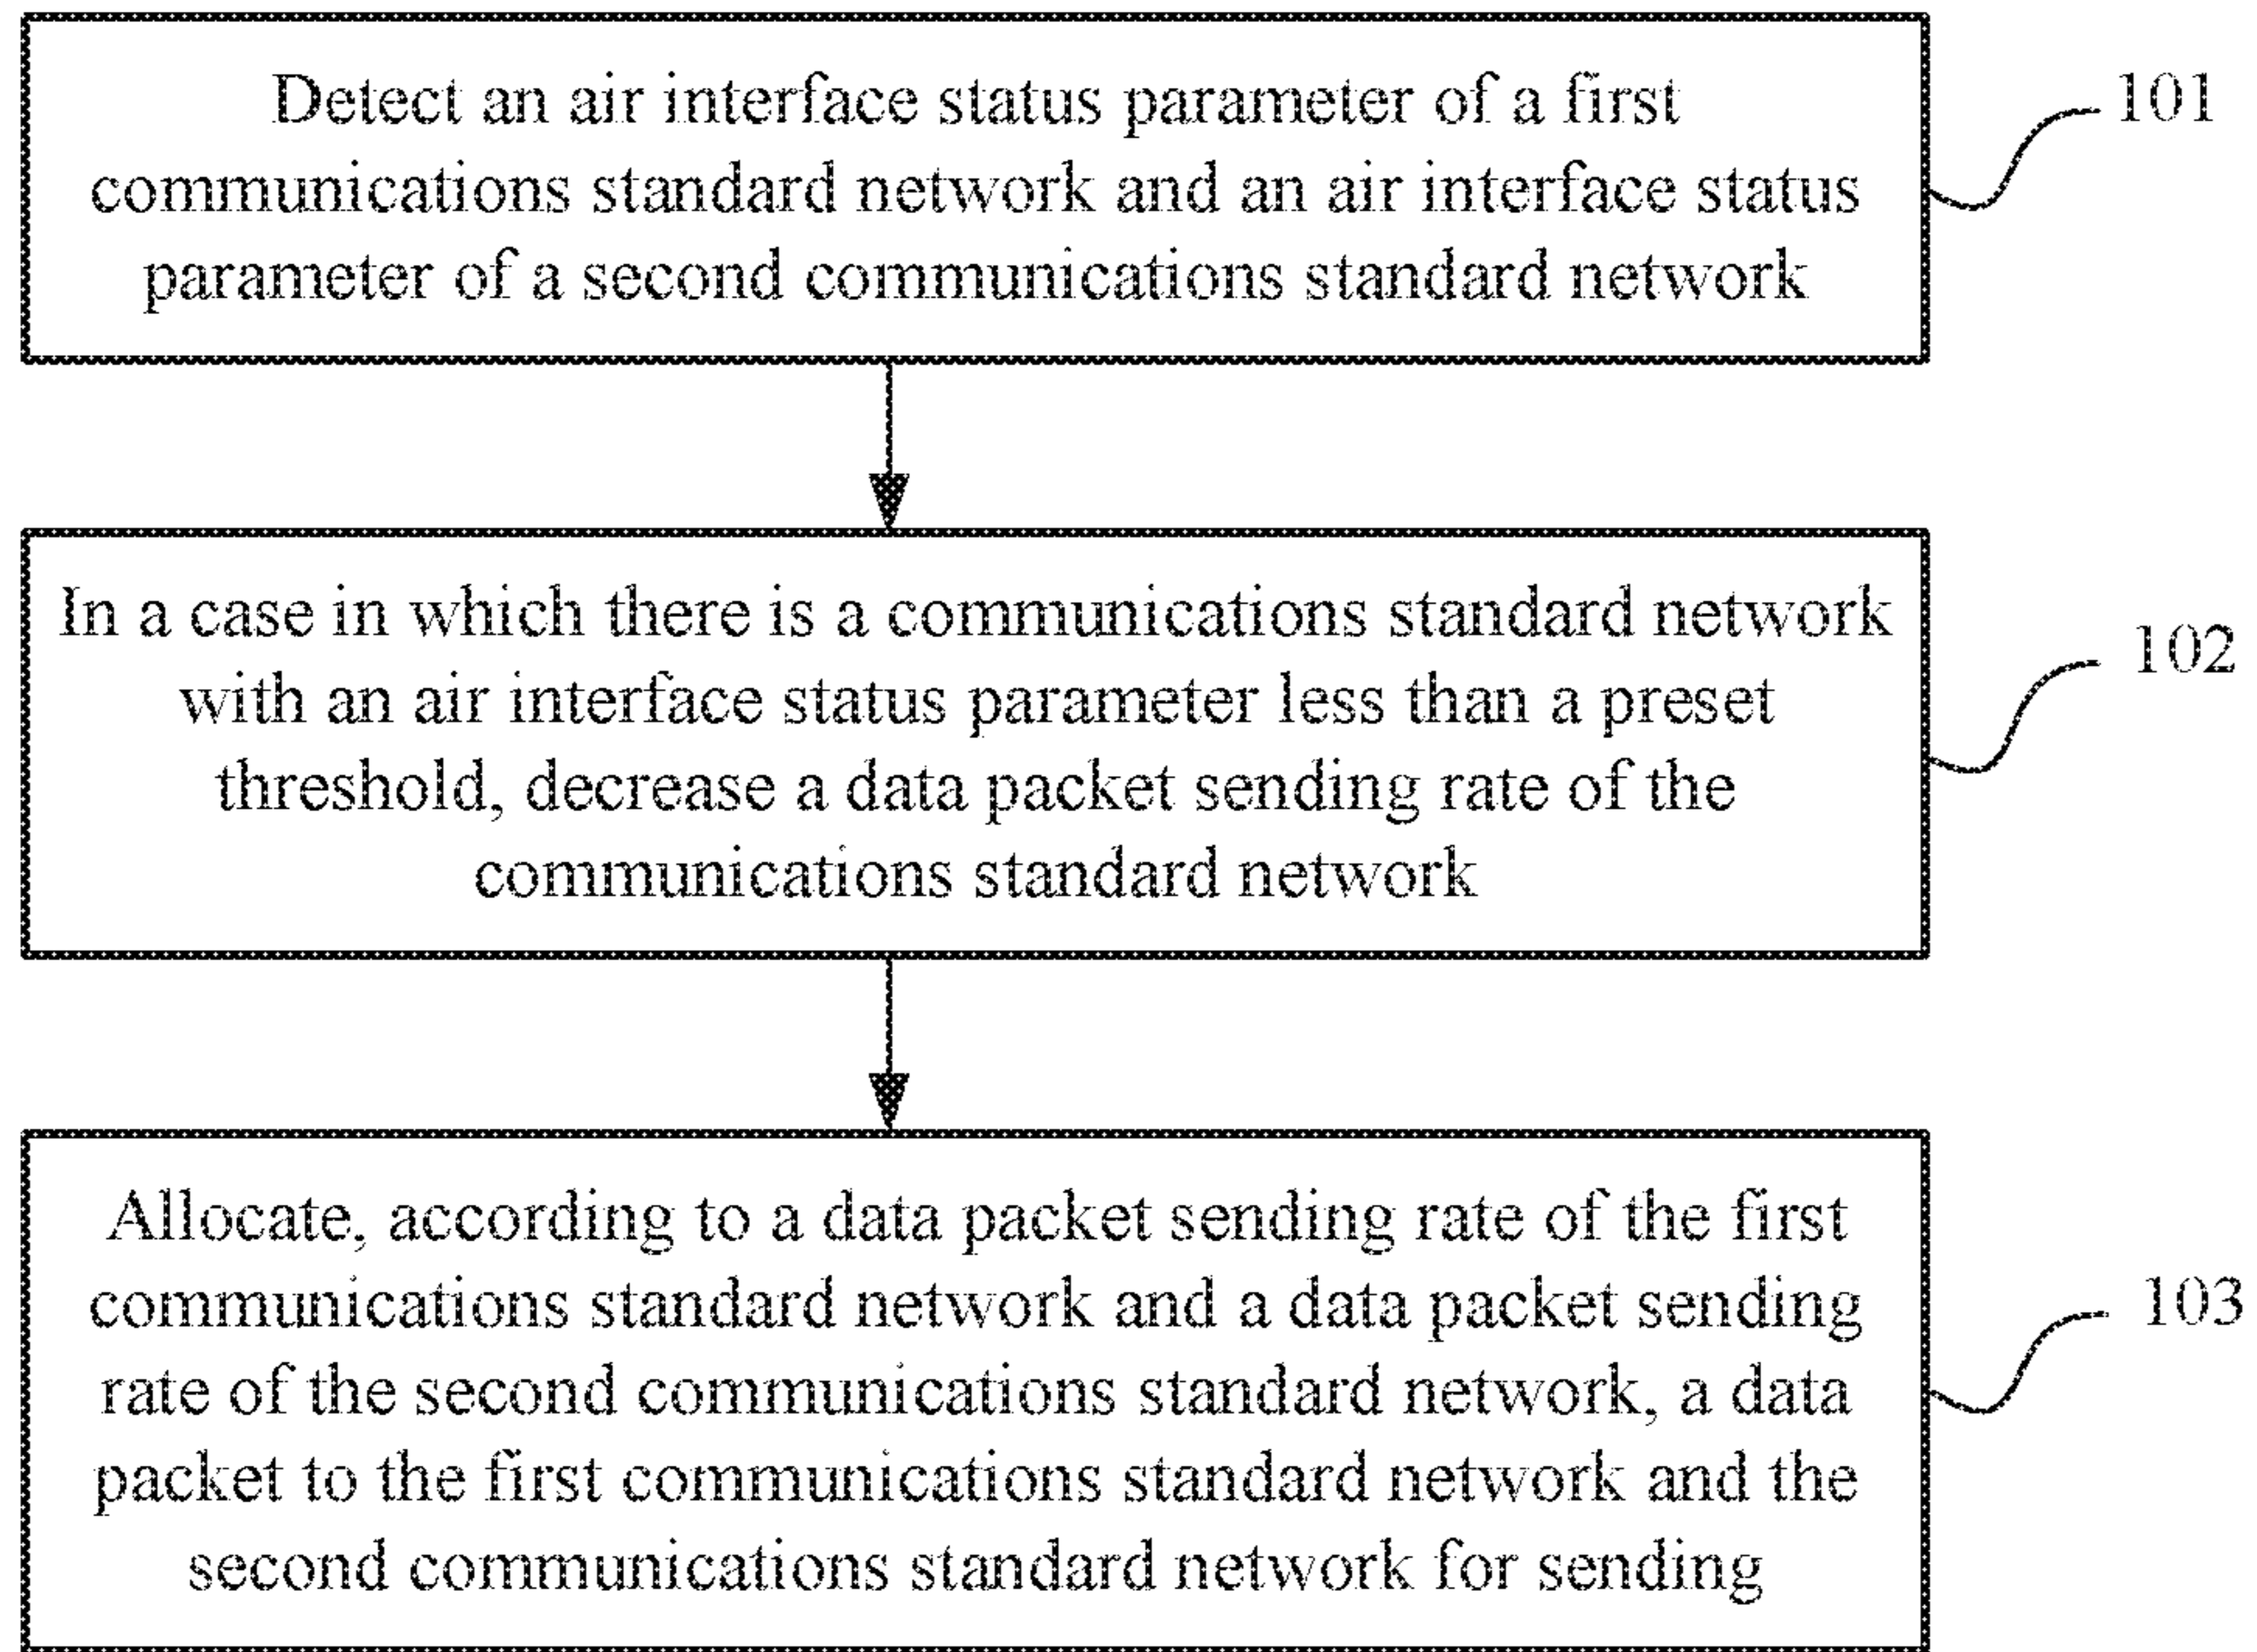 Detect an air interface status parameter of a first
communications standard network and an air interface status
parameter of a second communications standard network
101
In a case in which there is a communications standard network
with an air interface status parameter less than a preset
threshold, decrease a data packet sending rate of the
communications standard network
102
Allocate, according to a data packet sending rate of the first
communications standard network and a data packet sending
rate of the second communications standard network, a data
packet to the first communications standard network and the
second communications standard network for sending
103